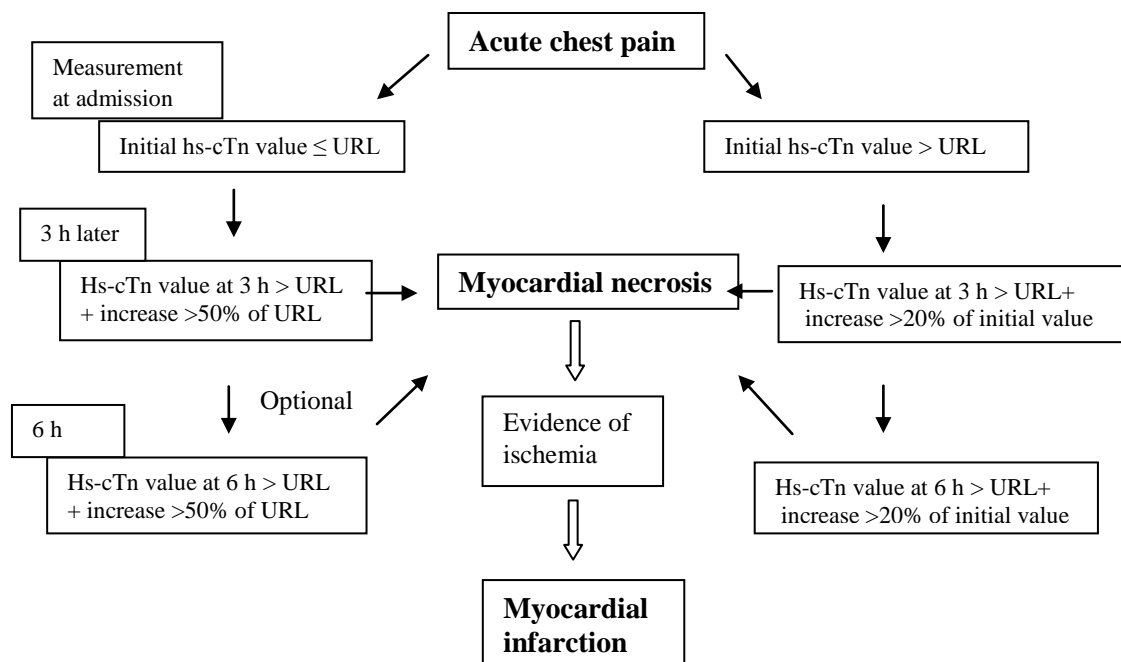 Acute chest pain
Measurement
at admission
Initial hs-cTn value ≤ URL
Initial hs-cTn value > URL
3 h later
Hs-cTn value at 3 h > URL
+ increase >50% of URL
Myocardial necrosis
Hs-cTn value at 3 h > URL+
increase >20% of initial value
Optional
6 h
Hs-cTn value at 6 h > URL
+ increase >50% of URL
Evidence of
ischemia
Hs-cTn value at 6 h > URL+
increase >20% of initial value
Myocardial
infarction